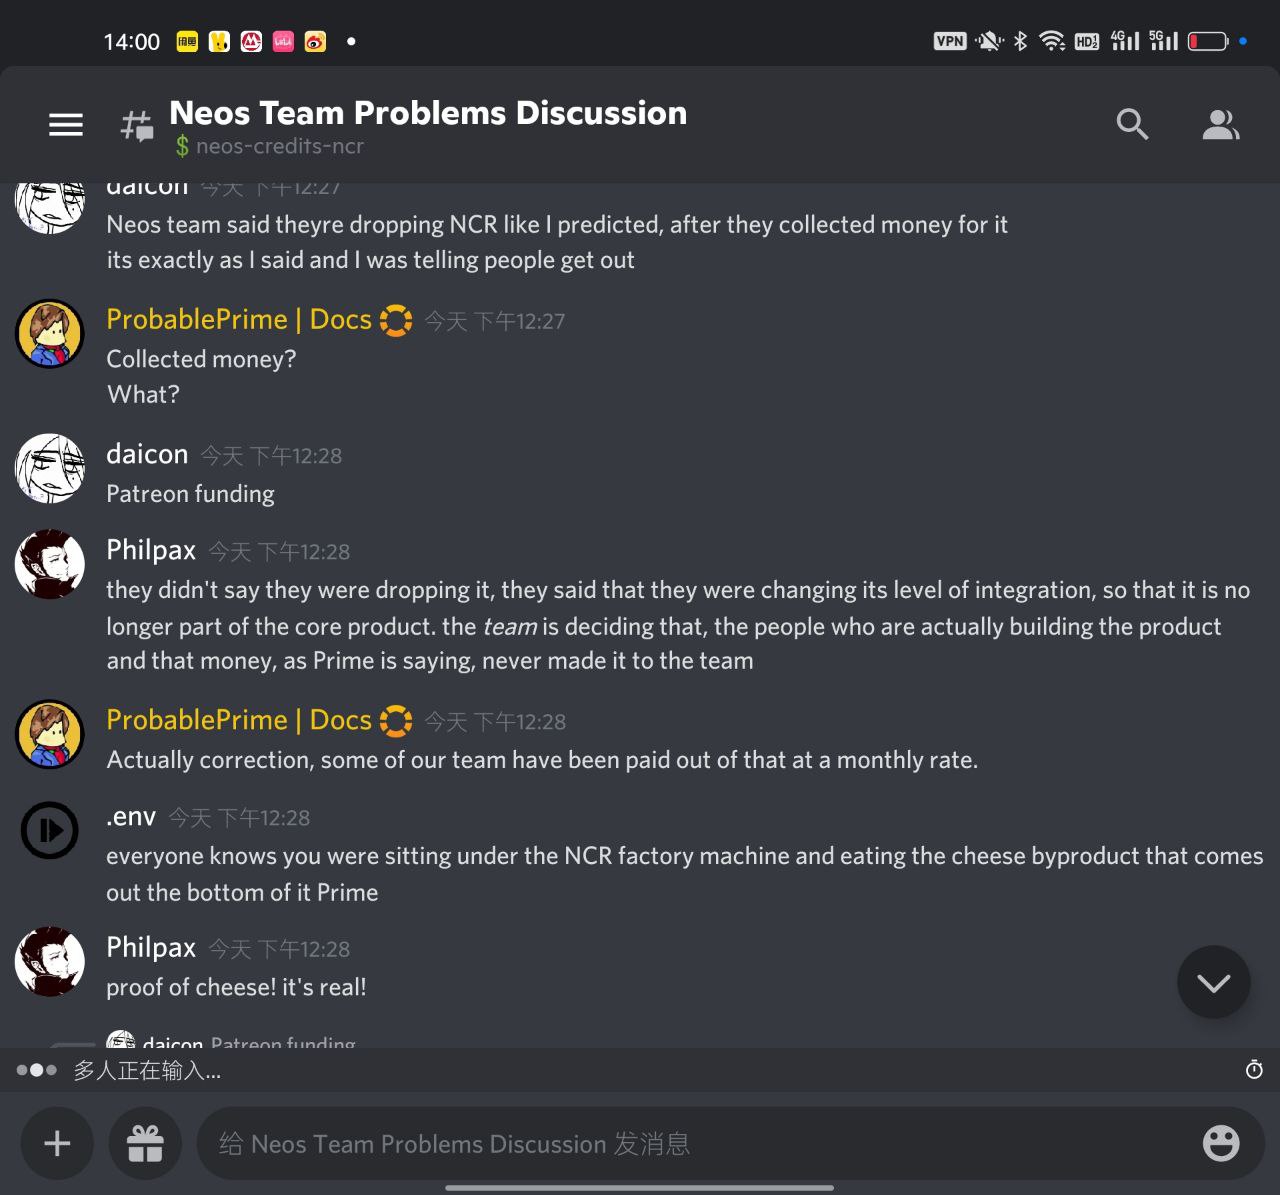 14:00
VPN
HD
4G
5G
Neos Team Problems Discussion
neos-credits-ncr
daicon 今天 下午12:27
Neos team said theyre dropping NCR like I predicted, after they collected money for it
its exactly as I said and I was telling people get out
ProbablePrime | Docs 今天 下午12:27
Collected money?
What?
daicon 今天 下午12:28
Patreon funding
Philpax 今天 下午12:28
they didn't say they were dropping it, they said that they were changing its level of integration, so that it is no
longer part of the core product. the team is deciding that, the people who are actually building the product
and that money, as Prime is saying, never made it to the team
ProbablePrime | Docs 今天 下午12:28
Actually correction, some of our team have been paid out of that at a monthly rate.
.env 今天 下午12:28
everyone knows you were sitting under the NCR factory machine and eating the cheese byproduct that comes
out the bottom of it Prime
Philpax 今天 下午12:28
proof of cheese! it's real!
daicon Patreon funding
多人正在输入...
给 Neos Team Problems Discussion 发消息